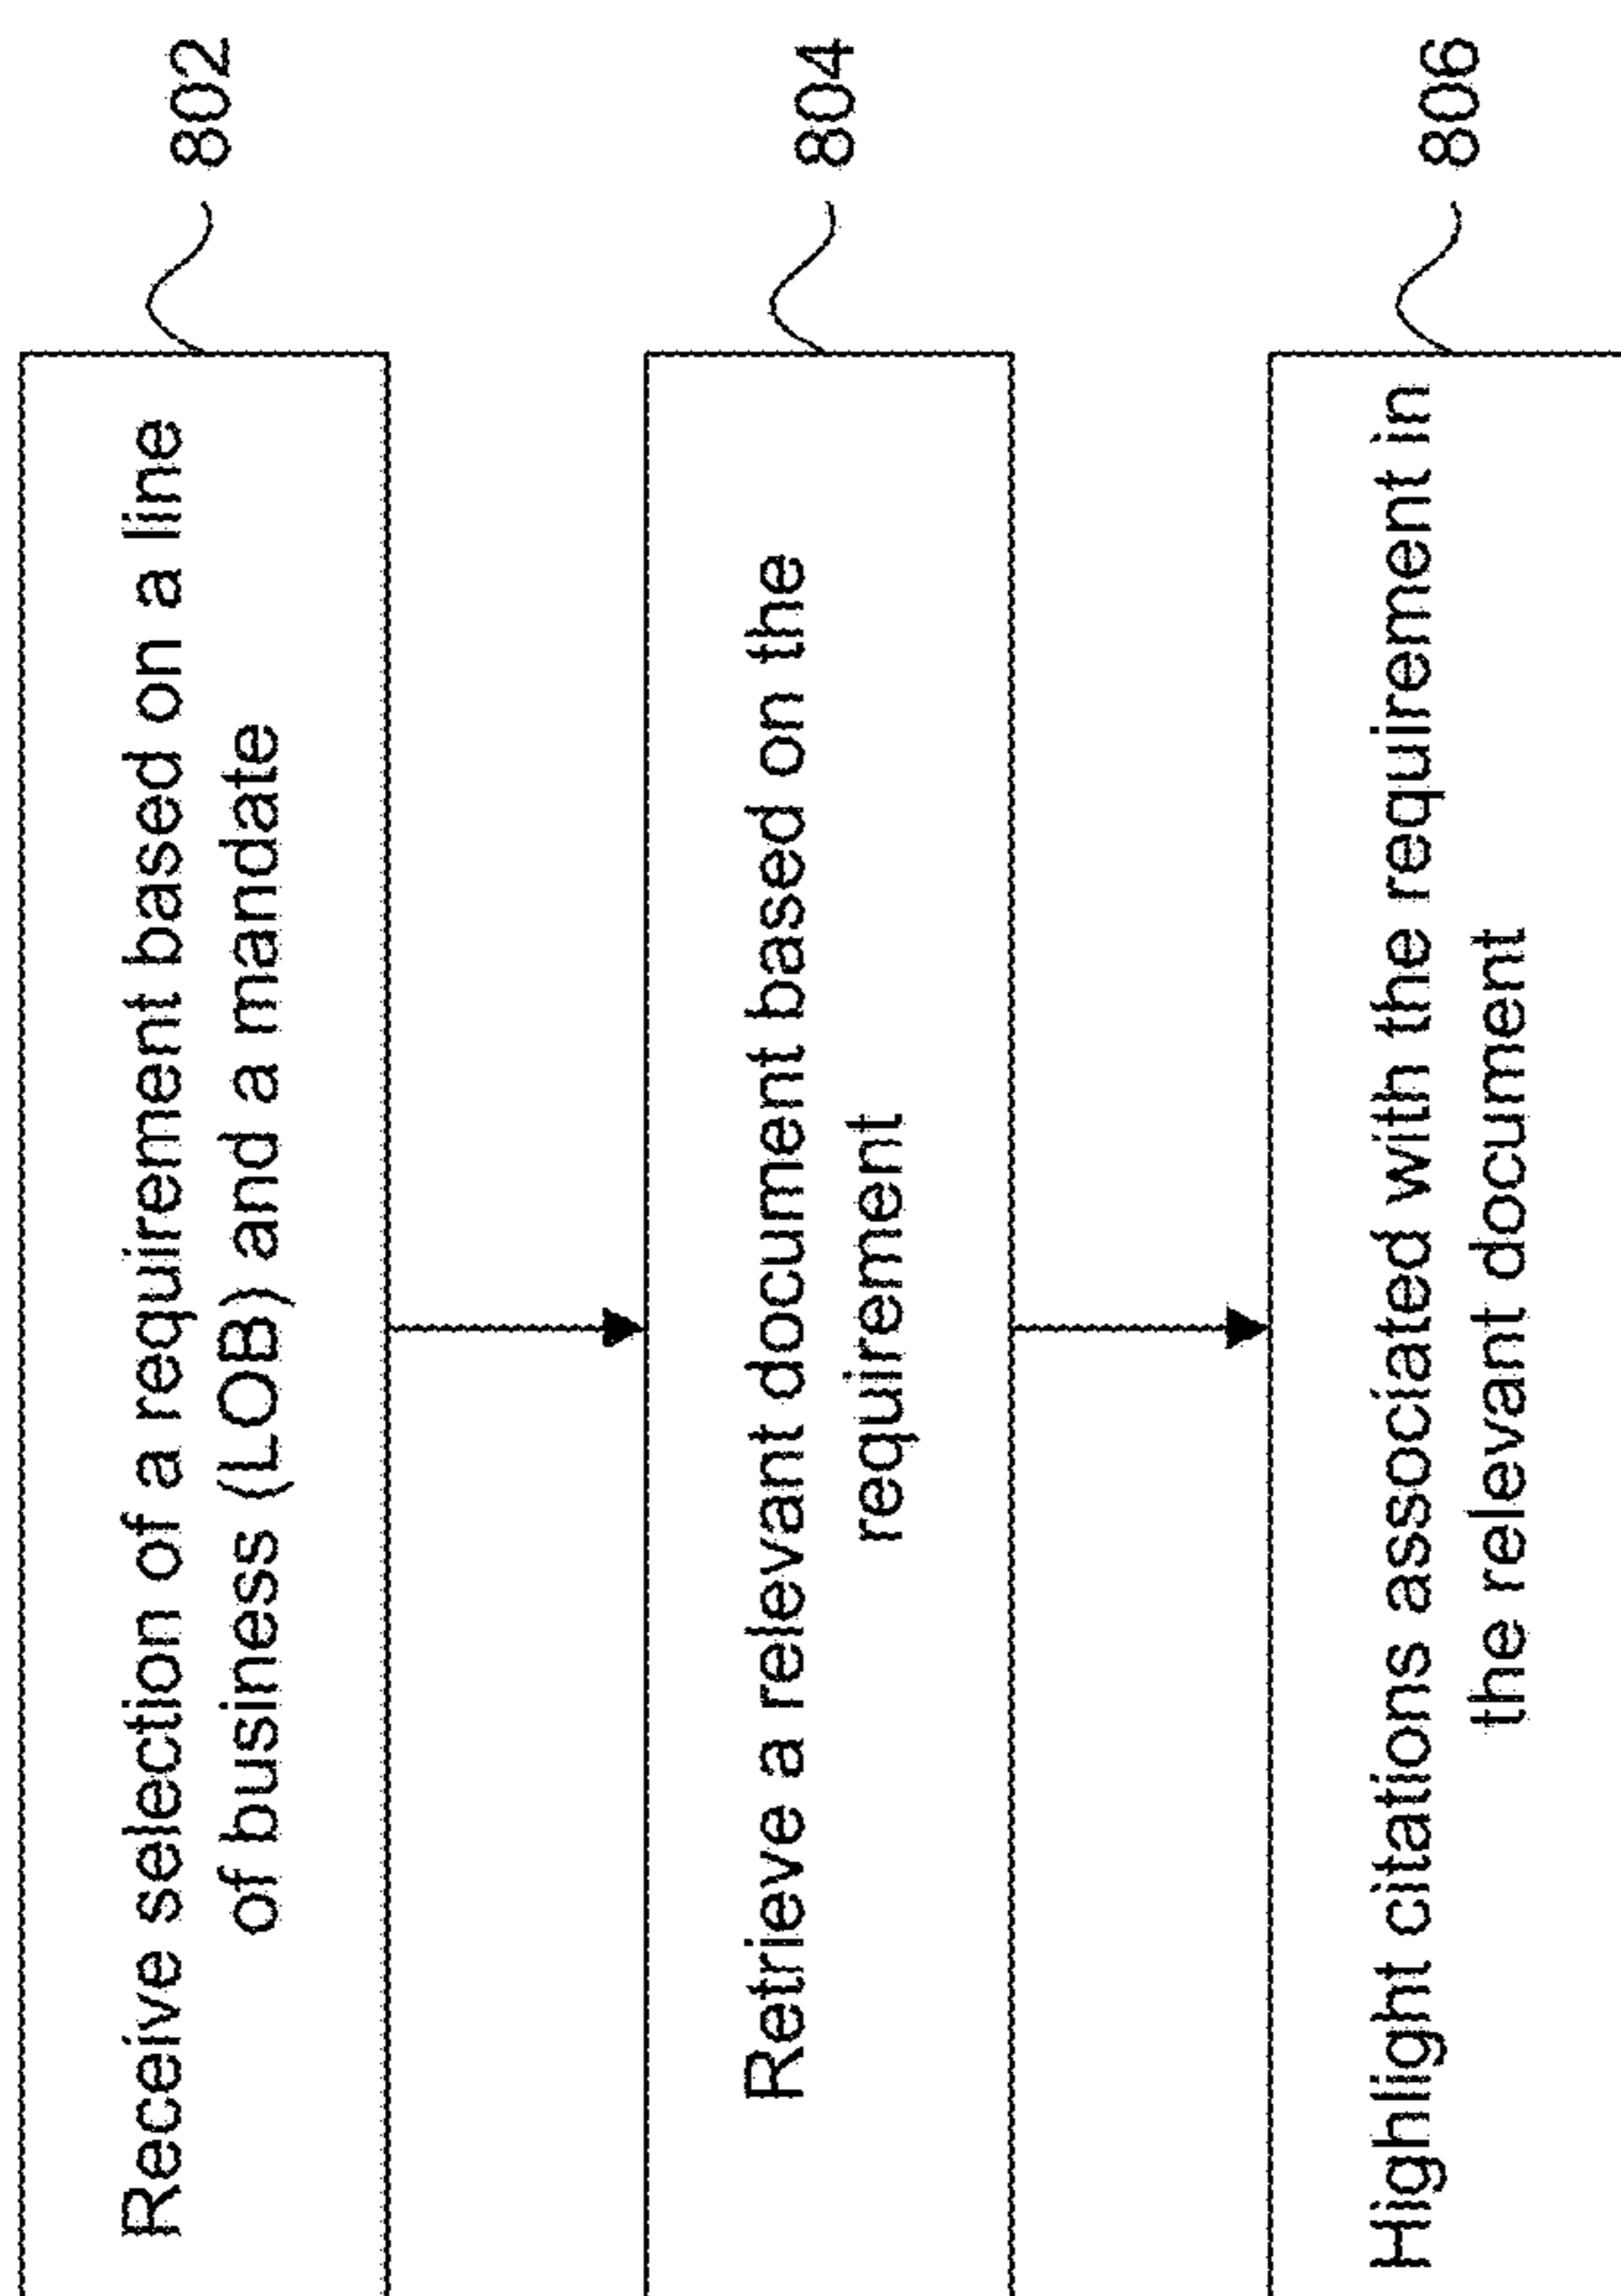 Receive selection of a requirement based on a line
of business (LOB) and a mandate
802
Retrieve a relevant document based on the
requirement
804
Highlight citations associated with the requirement in
the relevant document
806